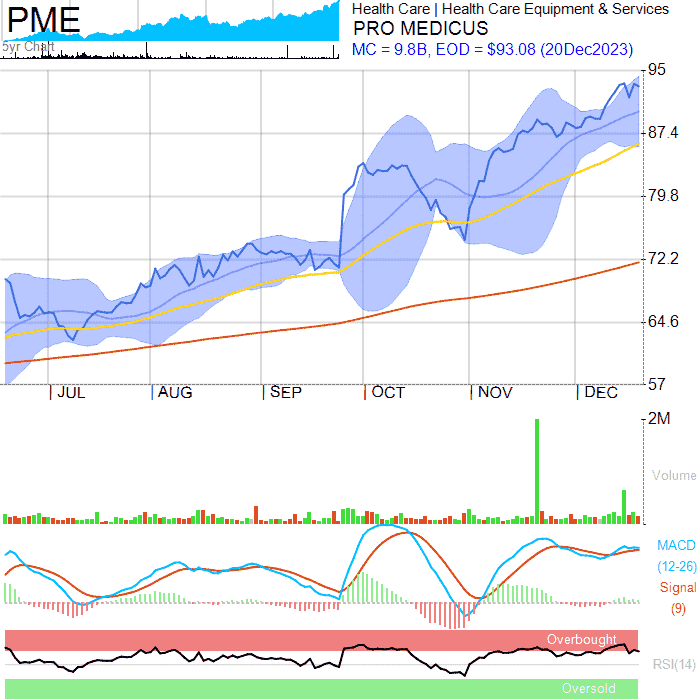 PME
5yr Chart
Health Care | Health Care Equipment & Services
PRO MEDICUS
MC = 9.8B, EOD = $93.08 (20Dec2023)
95
87.4
79.8
72.2
64.6
57
JUL AUG SEP OCT NOV DEC
2M
Volume
MACD
(12-26)
Signal
(9)
Overbought
RSI(14)
Oversold